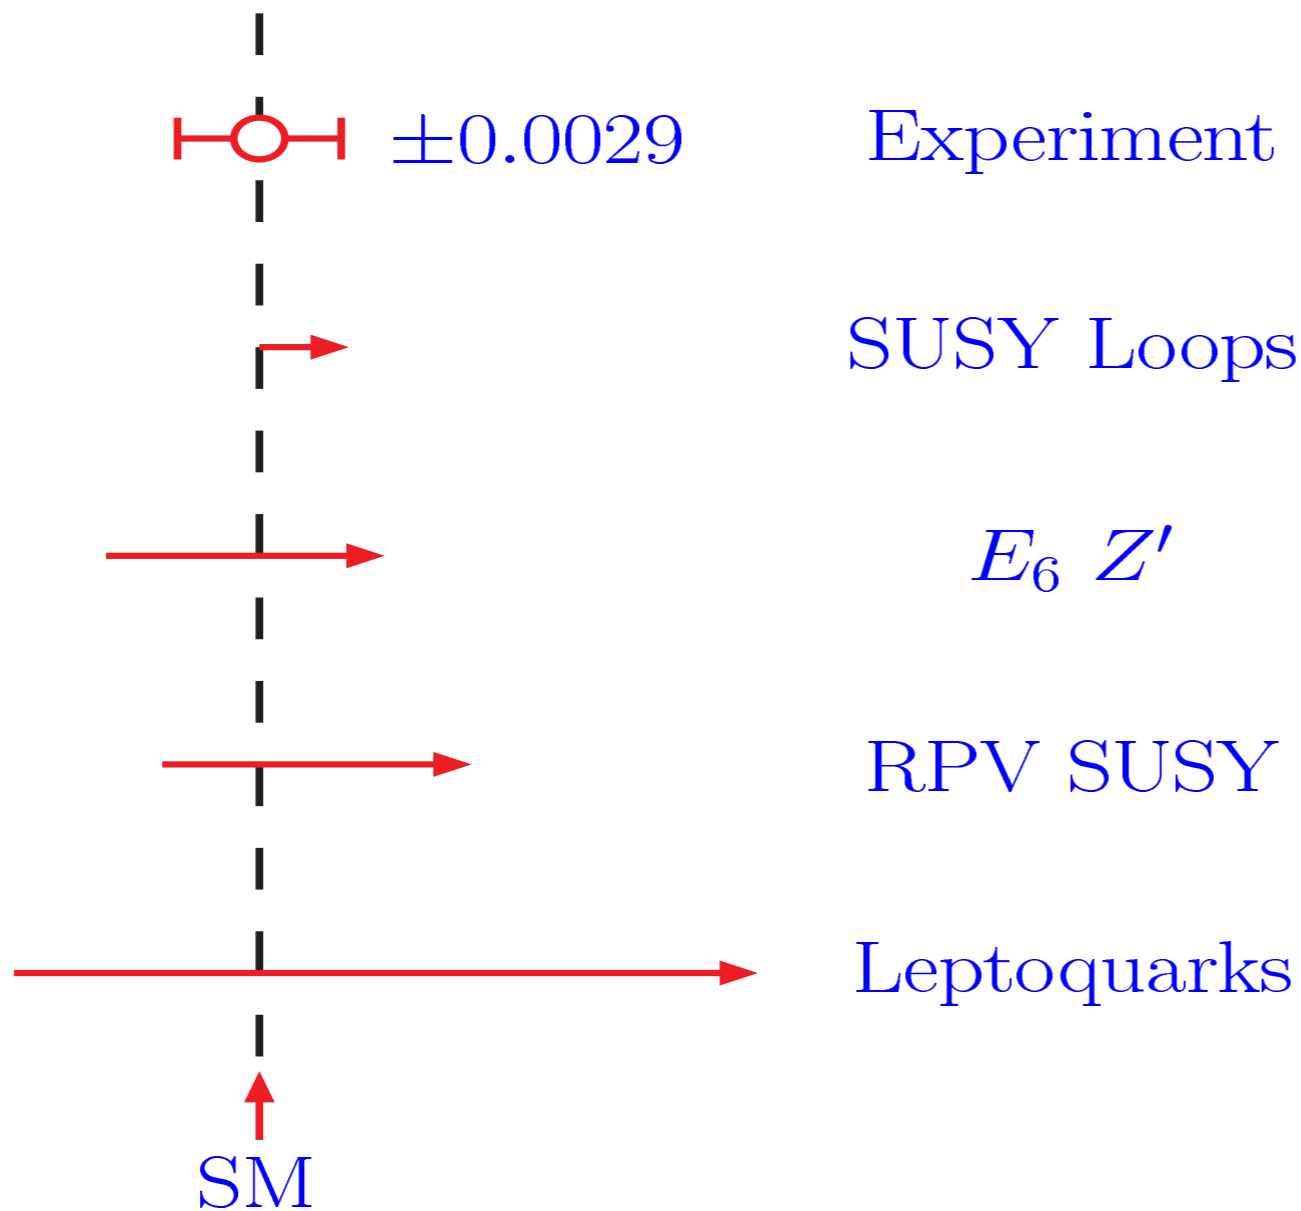 ±0.0029 Experiment
SUSY Loops
E₆ Z′
RPV SUSY
Leptoquarks
SM